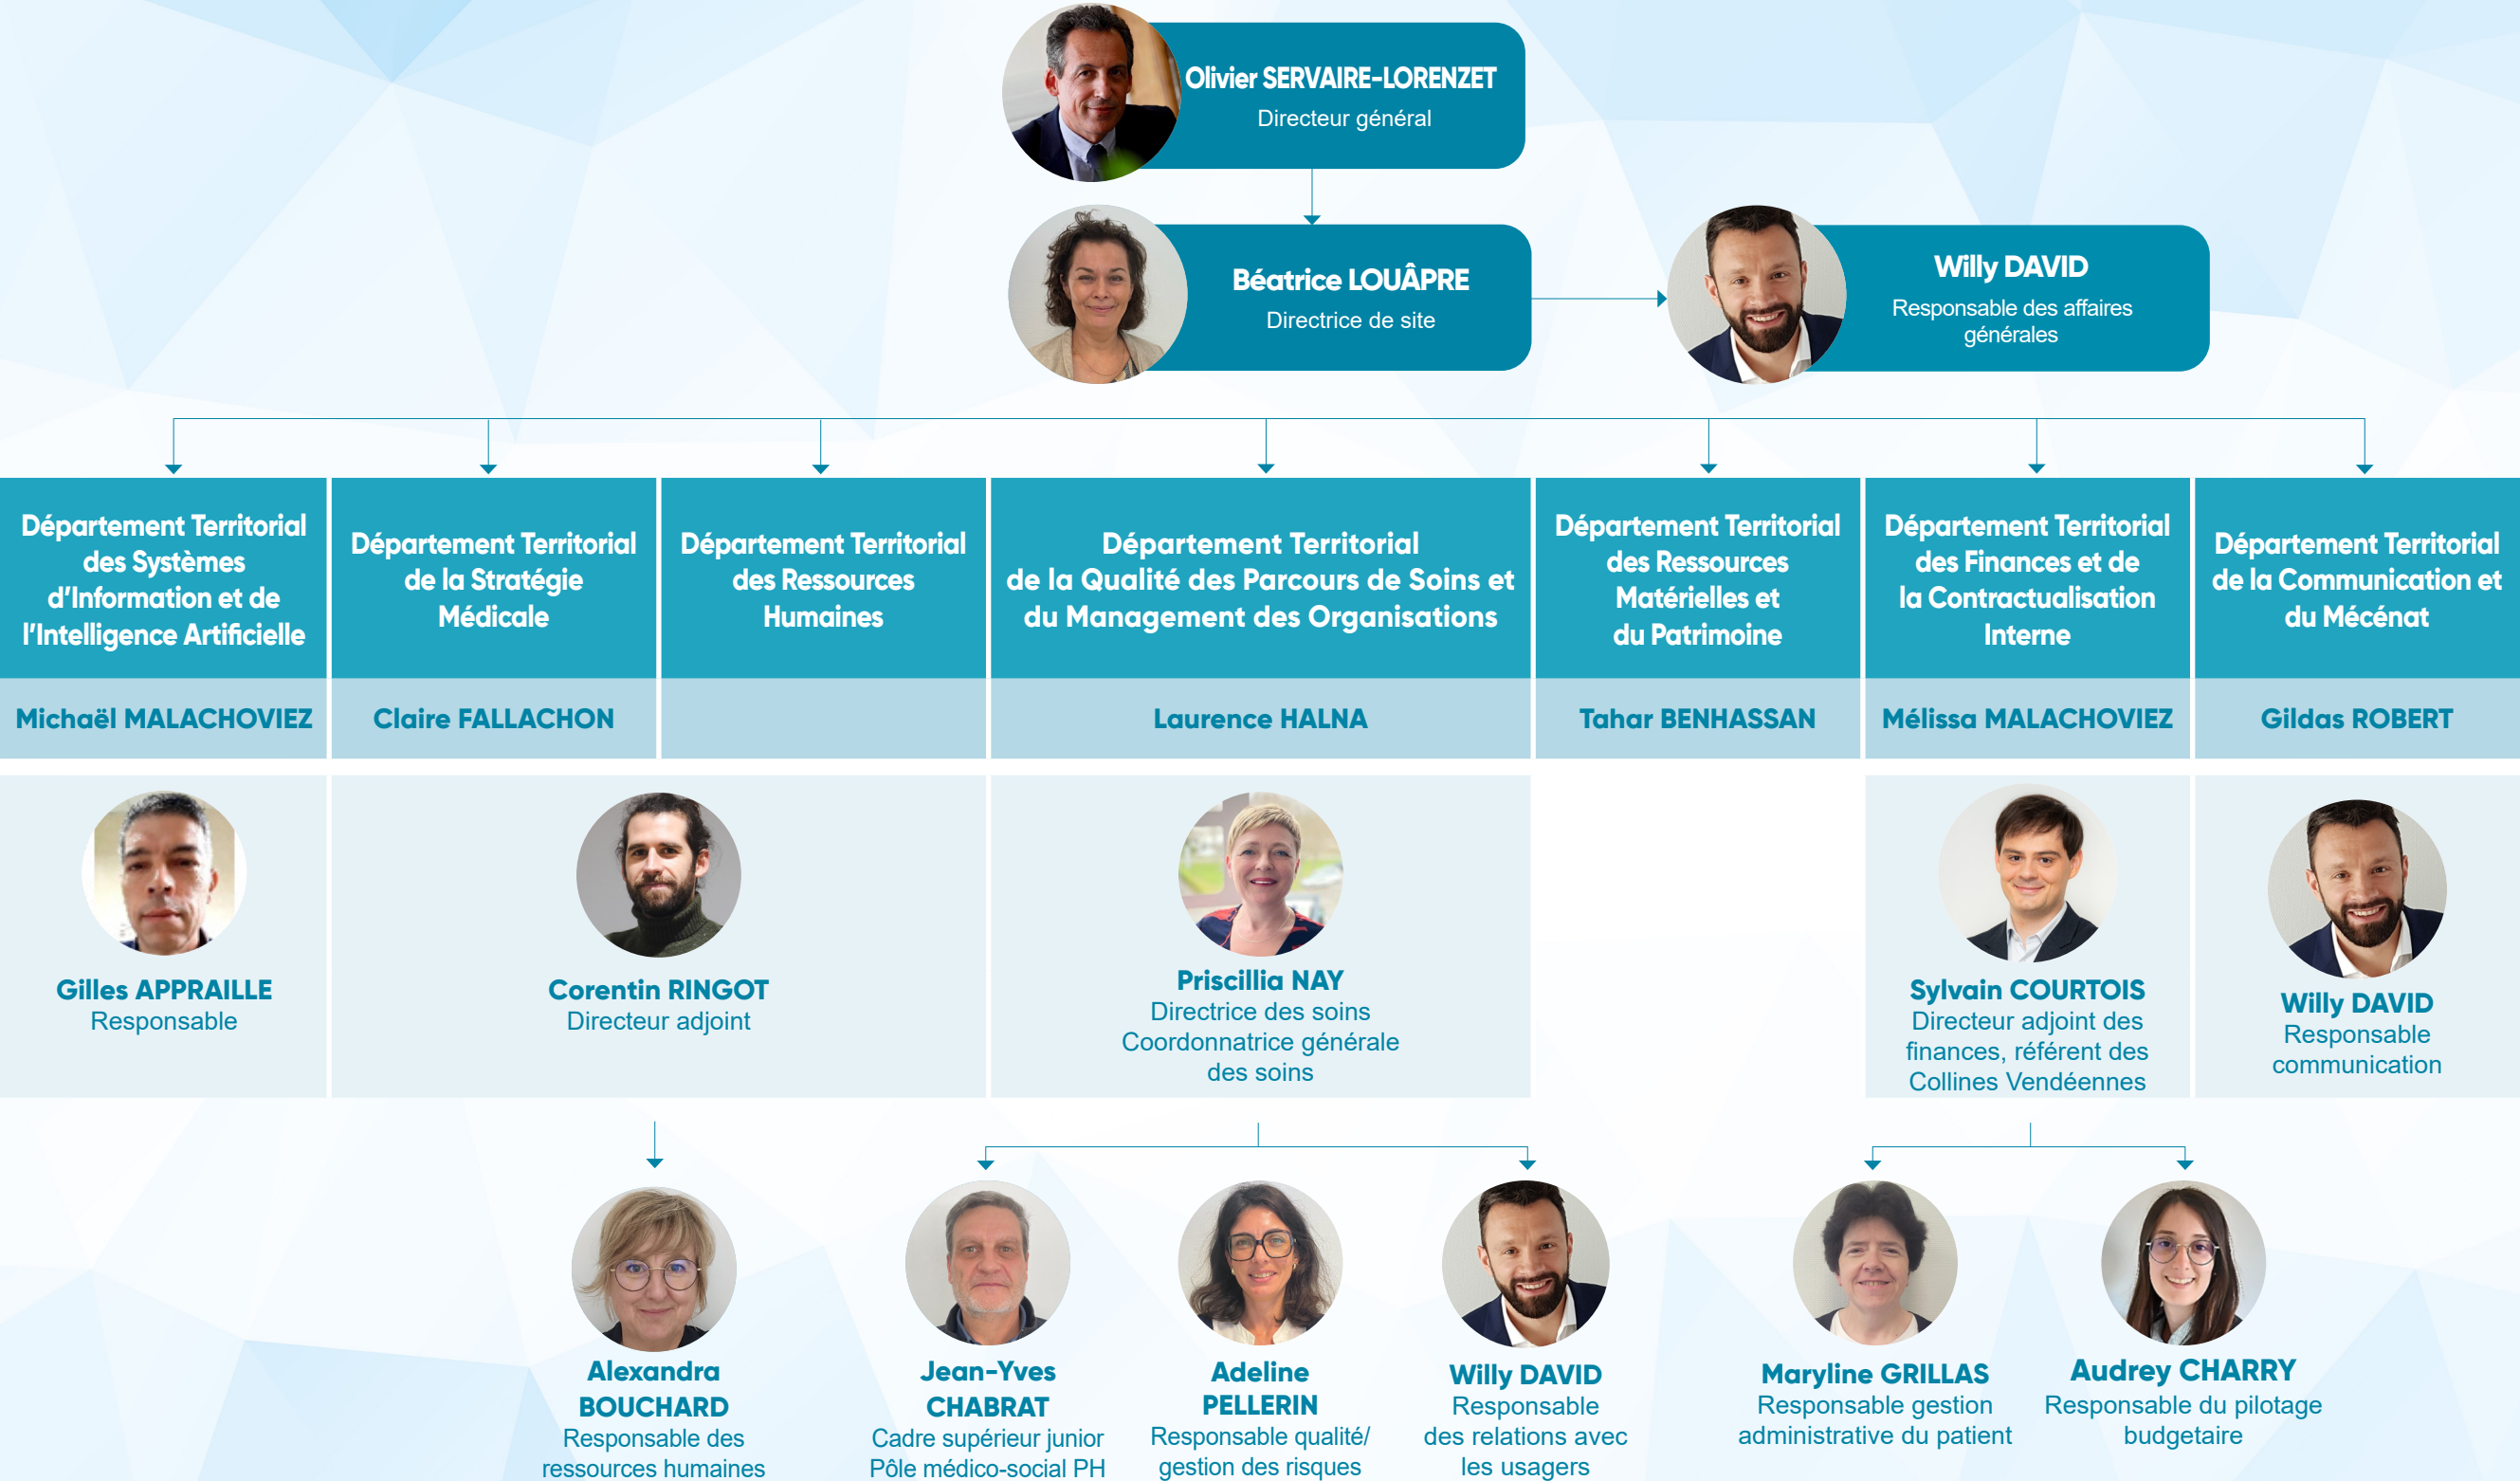 Olivier SERVAIRE-LORENZET
Directeur général
Béatrice LOUÂPRE
Directrice de site
Willy DAVID
Responsable des affaires
générales
Département Territorial
des Systèmes
d'Information et de
l'Intelligence Artificielle
Michaël MALACHOVIEZ
Département Territorial
de la Stratégie
Médicale
Claire FALLACHON
Département Territorial
des Ressources
Humaines
Département Territorial
de la Qualité des Parcours de Soins et
du Management des Organisations
Laurence HALNA
Département Territorial
des Ressources
Matérielles et
du Patrimoine
Tahar BENHASSAN
Département Territorial
des Finances et de
la Contractualisation
Interne
Mélissa MALACHOVIEZ
Département Territorial
de la Communication et
du Mécénat
Gildas ROBERT
Gilles APPRAILLE
Responsable
Corentin RINGOT
Directeur adjoint
Priscillia NAY
Directrice des soins
Coordonnatrice générale
des soins
Sylvain COURTOIS
Directeur adjoint des
finances, référent des
Collines Vendéennes
Willy DAVID
Responsable
communication
Alexandra
BOUCHARD
Responsable des
ressources humaines
Jean-Yves
CHABRAT
Cadre supérieur junior
Pôle médico-social PH
Adeline
PELLERIN
Responsable qualité/
gestion des risques
Willy DAVID
Responsable
des relations avec
les usagers
Maryline GRILLAS
Responsable gestion
administrative du patient
Audrey CHARRY
Responsable du pilotage
budgetaire